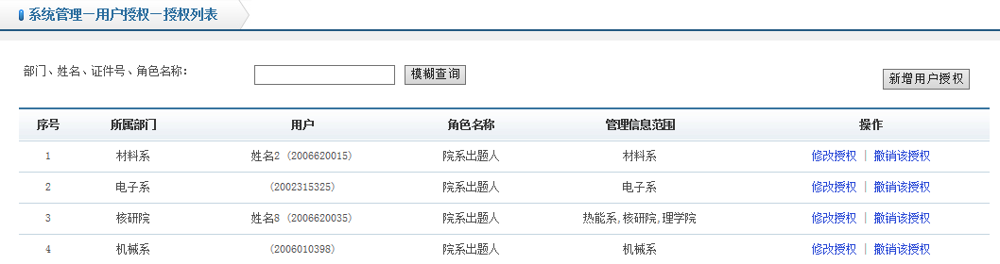 系统管理—用户授权—授权列表
部门、姓名、证件号、角色名称: 模糊查询
新增用户授权
序号 所属部门 用户 角色名称 管理信息范围 操作
1 材料系 姓名2 (2006620015) 院系出题人 材料系 修改授权 | 撤销该授权
2 电子系 (2002315325) 院系出题人 电子系 修改授权 | 撤销该授权
3 核研院 姓名8 (2006620035) 院系出题人 热能系,核研院,理学院 修改授权 | 撤销该授权
4 机械系 (2006010398) 院系出题人 机械系 修改授权 | 撤销该授权